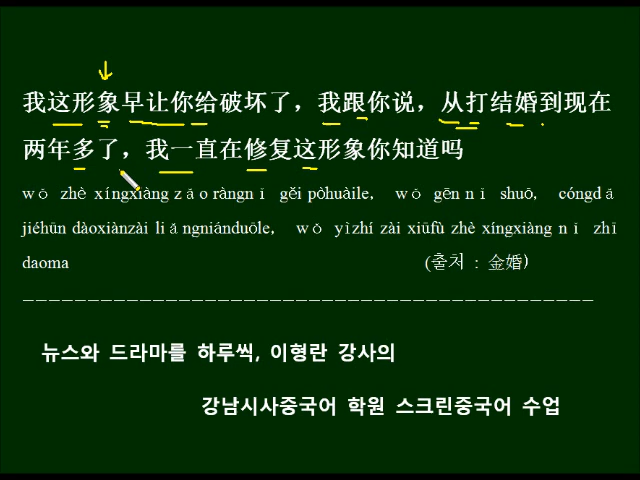 我这形象早让你给破坏了，我跟你说，从打结婚到现在
两年多了，我一直在修复这形象你知道吗
wǒ zhè xíngxiàng zǎo ràngnǐ gěi pòhuàile， wǒ gēn nǐ shuō， cóngdǎ
jiéhūn dàoxiànzài liǎngniánduōle， wǒ yìzhí zài xiūfù zhè xíngxiàng nǐ zhī
daoma (출처 : 金婚)
뉴스와 드라마를 하루씩, 이형란 강사의
강남시사중국어 학원 스크린중국어 수업